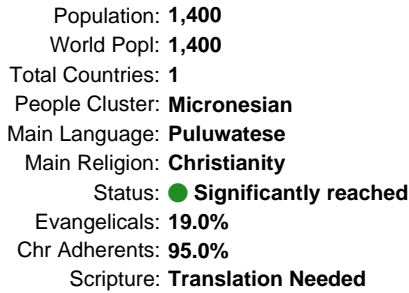 Population: 1,400
World Popl: 1,400
Total Countries: 1
People Cluster: Micronesian
Main Language: Puluwatese
Main Religion: Christianity
Status: Significantly reached
Evangelicals: 19.0%
Chr Adherents: 95.0%
Scripture: Translation Needed